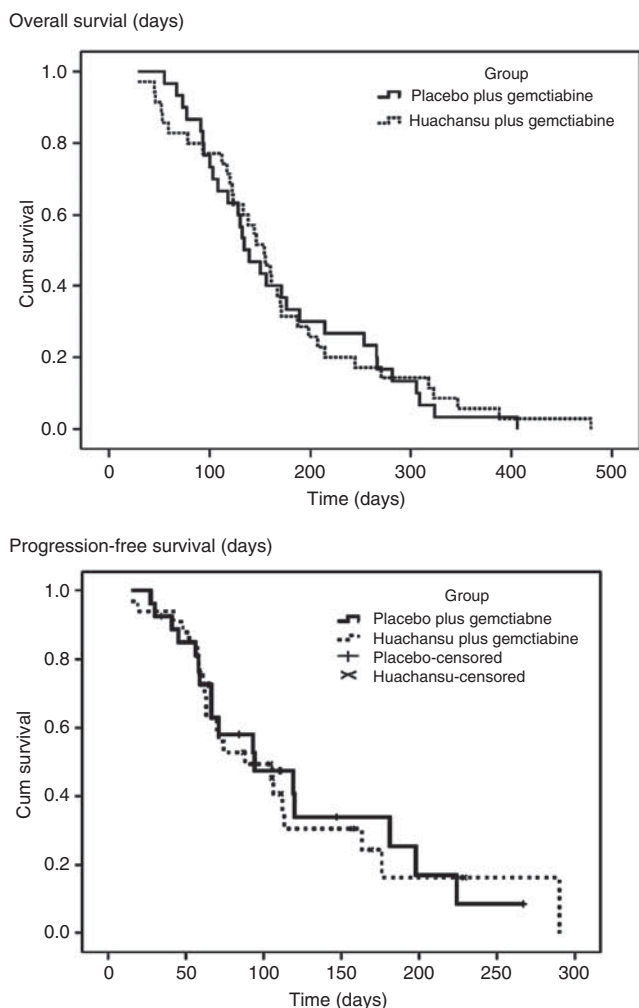 Overall survial (days)
1.0
0.8
0.6
0.4
0.2
0.0
Cum survival
Group
Placebo plus gemctiabine
Huachansu plus gemctiabine
0 100 200 300 400 500
Time (days)
Progression-free survival (days)
1.0
0.8
0.6
0.4
0.2
0.0
Cum survival
Group
Placebo plus gemctiabne
Huachansu plus gemctiabine
Placebo-censored
Huachansu-censored
0 50 100 150 200 250 300
Time (days)